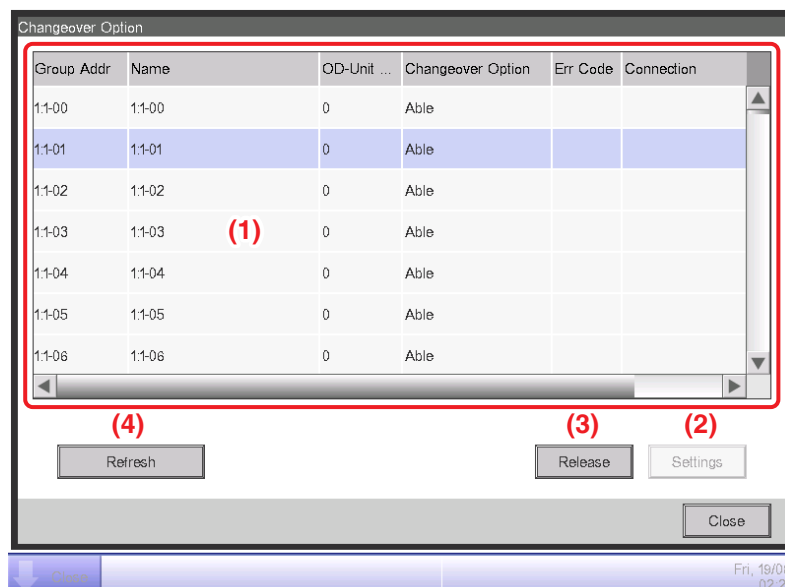 Changeover Option
Group Addr Name OD-Unit ... Changeover Option Err Code Connection
1:1-00 1:1-00 0 Able
1:1-01 1:1-01 0 Able
1:1-02 1:1-02 0 Able
1:1-03 1:1-03 (1) 0 Able
1:1-04 1:1-04 0 Able
1:1-05 1:1-05 0 Able
1:1-06 1:1-06 0 Able
(4) (3) (2)
Refresh Release Settings
Close
Fri, 19/0
02:2